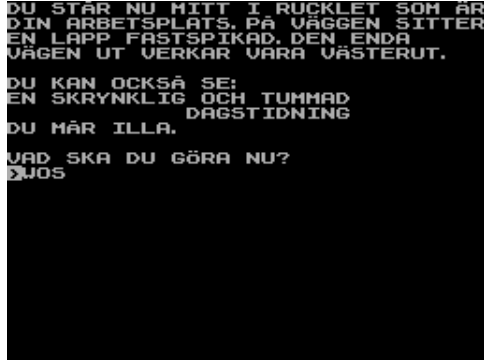 DU STÅR NU MITT I RUCKLET SOM ÄR
DIN ARBETSPLATS. PÅ VÄGGEN SITTER
EN LAPP FASTSPIKAD. DEN ENDA
VÄGEN UT VERKAR VARA VÄSTERUT.
DU KAN OCKSÅ SE:
EN SKRYNKLIG OCH TUMMAD
DAGSTIDNING
DU MÅR ILLA.
VAD SKA DU GÖRA NU?
>WOS